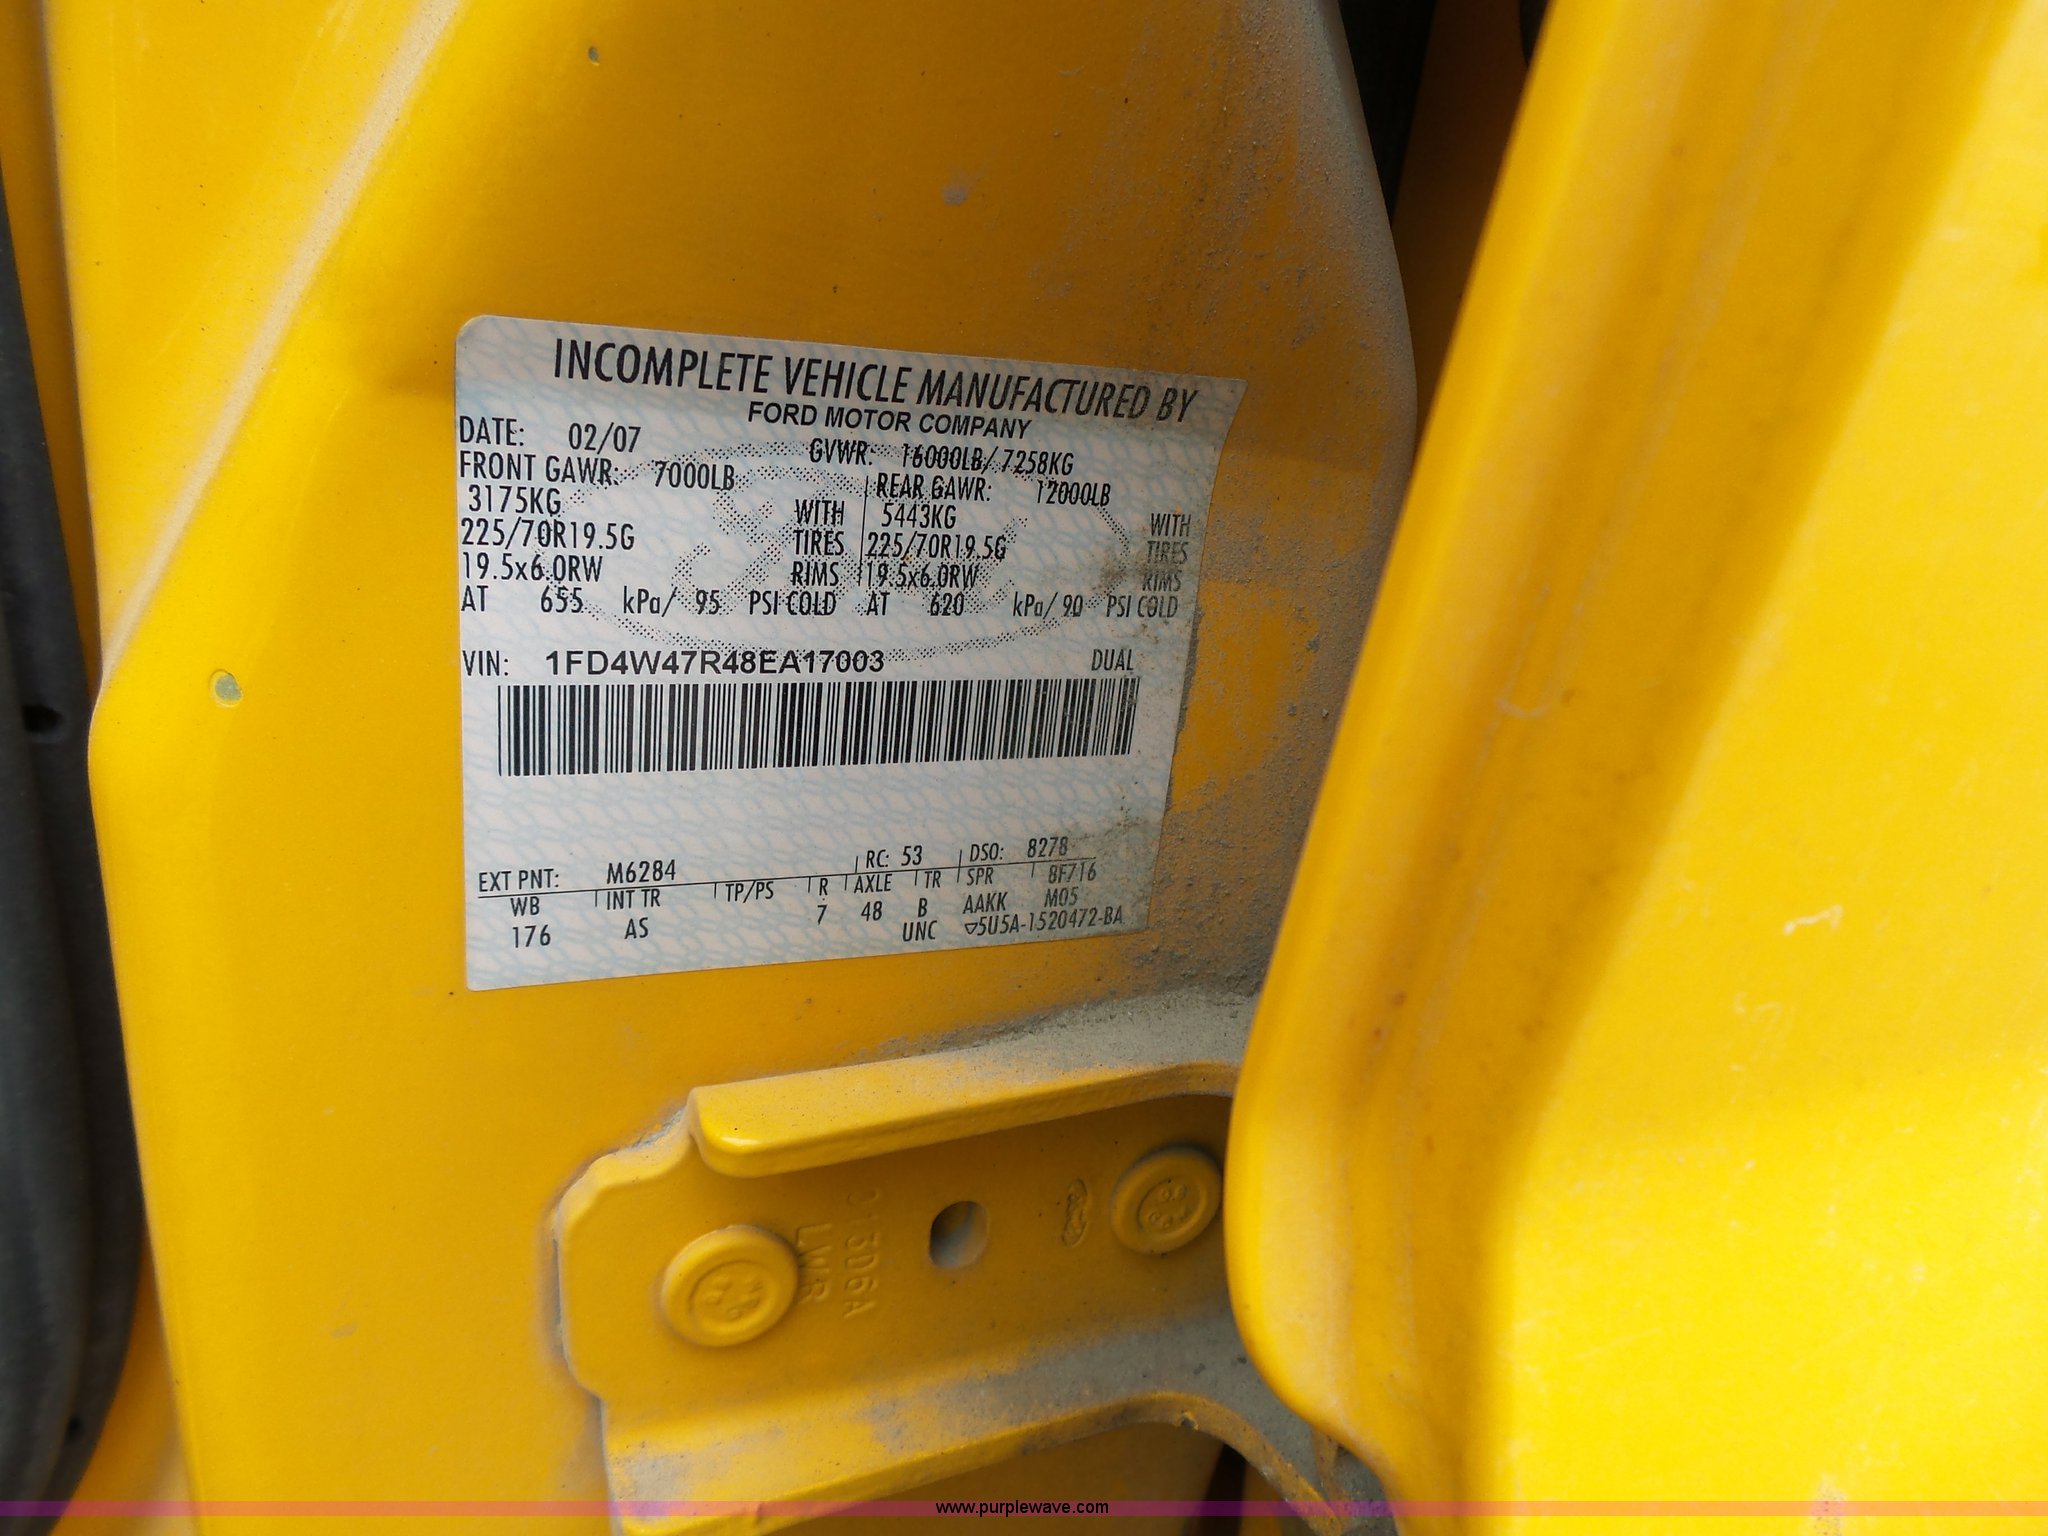 INCOMPLETE VEHICLE MANUFACTURED BY
FORD MOTOR COMPANY
DATE: 02/07 GVWR: 16000LB/ 7258KG
FRONT GAWR: 7000LB REAR GAWR: 12000LB
3175KG WITH 5443KG WITH
225/70R19.5G TIRES 225/70R19.5G TIRES
19.5x6.0RW RIMS 19.5x6.0RW RIMS
AT 655 kPa/ 95 PSI COLD AT 620 kPa/ 90 PSI COLD
VIN: 1FD4W47R48EA17003 DUAL
EXT PNT: M6284 RC: 53 DSO: 8278
WB INT TR TP/PS R AXLE TR SPR 8F716
176 AS 7 48 B AAKK M05
UNC 5U5A-1520472-BA
LWR
www.purplewave.com